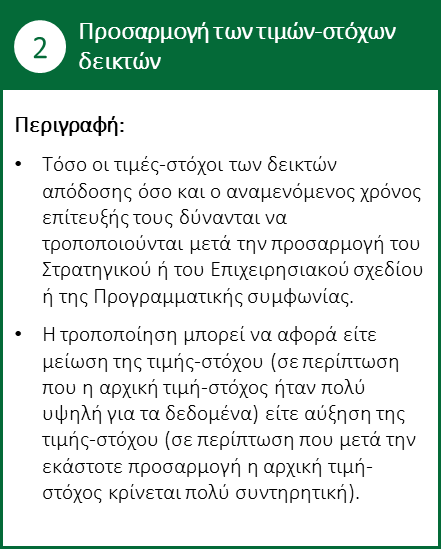 2
Προσαρμογή των τιμών-στόχων
δεικτών
Περιγραφή:
• Τόσο οι τιμές-στόχοι των δεικτών
απόδοσης όσο και ο αναμενόμενος χρόνος
επίτευξής τους δύνανται να
τροποποιούνται μετά την προσαρμογή του
Στρατηγικού ή του Επιχειρησιακού σχεδίου
ή της Προγραμματικής συμφωνίας.
• Η τροποποίηση μπορεί να αφορά είτε
μείωση της τιμής-στόχου (σε περίπτωση
που η αρχική τιμή-στόχος ήταν πολύ
υψηλή για τα δεδομένα) είτε αύξηση της
τιμής-στόχου (σε περίπτωση που μετά την
εκάστοτε προσαρμογή η αρχική τιμή-
στόχος κρίνεται πολύ συντηρητική).